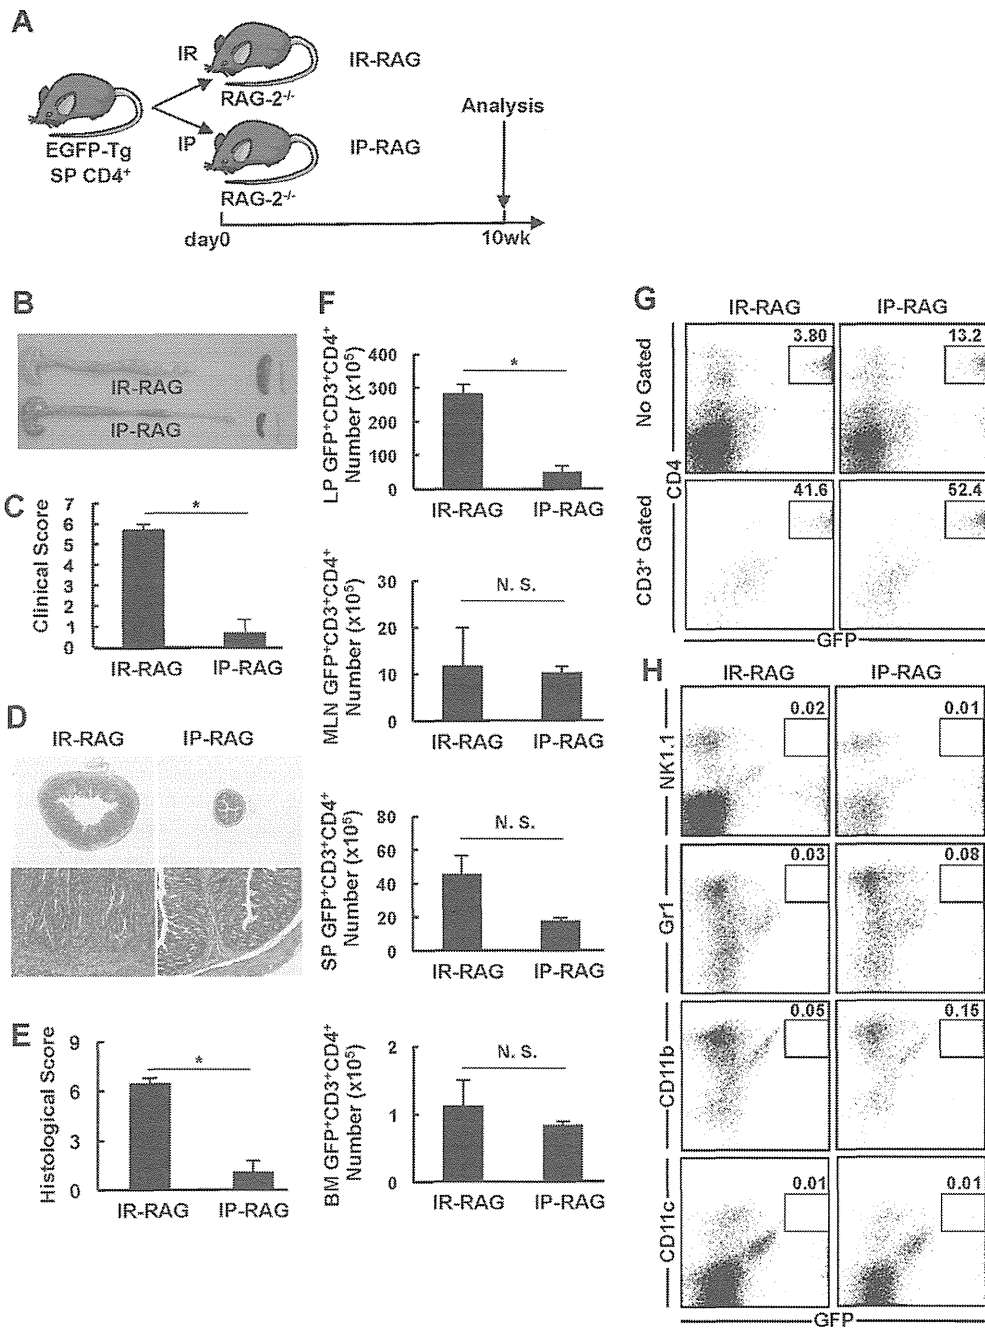 A
IR
IR-RAG
RAG-2-/-
Analysis
EGFP-Tg
SP CD4+
IP
IP-RAG
RAG-2-/-
day0
10wk
B
IR-RAG
IP-RAG
C
Clinical Score
7
6
5
4
3
2
1
0
*
IR-RAG
IP-RAG
D
IR-RAG
IP-RAG
E
Histological Score
9
6
3
0
*
IR-RAG
IP-RAG
F
LP GFP+CD3+CD4+
Number (x10⁵)
400
300
200
100
0
*
IR-RAG
IP-RAG
MLN GFP+CD3+CD4+
Number (x10⁵)
30
20
10
0
N. S.
IR-RAG
IP-RAG
SP GFP+CD3+CD4+
Number (x10⁵)
80
60
40
20
0
N. S.
IR-RAG
IP-RAG
BM GFP+CD3+CD4+
Number (x10⁵)
2
1
0
N. S.
IR-RAG
IP-RAG
G
IR-RAG
IP-RAG
No Gated
3.80
13.2
CD4
CD3+ Gated
41.6
52.4
GFP
H
IR-RAG
IP-RAG
NK1.1
0.02
0.01
Gr1
0.03
0.08
CD11b
0.05
0.15
CD11c
0.01
0.01
GFP